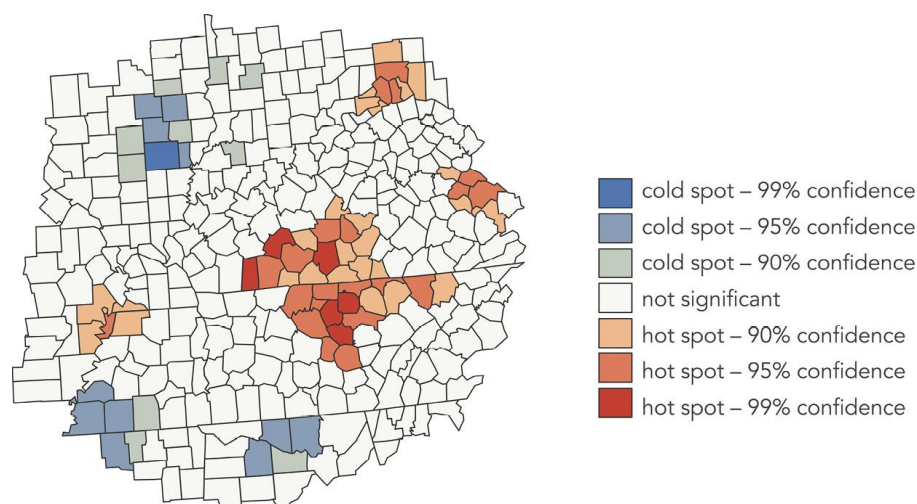 cold spot – 99% confidence
cold spot – 95% confidence
cold spot – 90% confidence
not significant
hot spot – 90% confidence
hot spot – 95% confidence
hot spot – 99% confidence